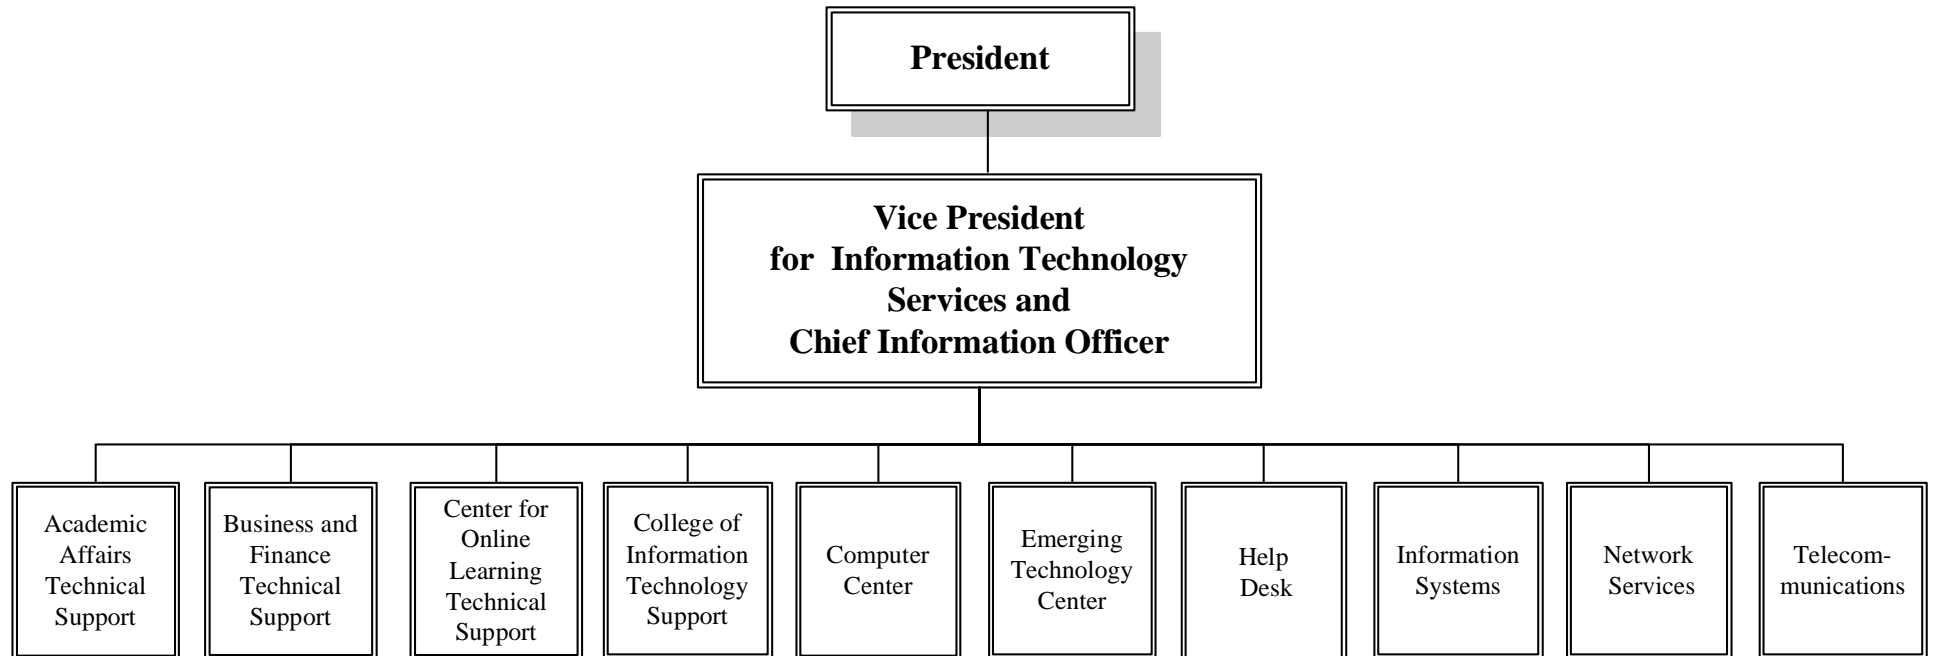 President
Vice President
for Information Technology
Services and
Chief Information Officer
Academic
Affairs
Technical
Support
Business and
Finance
Technical
Support
Center for
Online
Learning
Technical
Support
College of
Information
Technology
Support
Computer
Center
Emerging
Technology
Center
Help
Desk
Information
Systems
Network
Services
Telecom-
munications